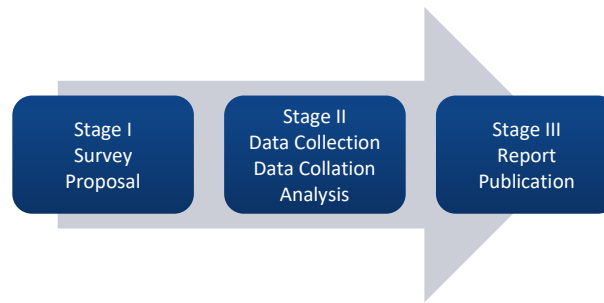 Stage I
Survey
Proposal
Stage II
Data Collection
Data Collation
Analysis
Stage III
Report
Publication